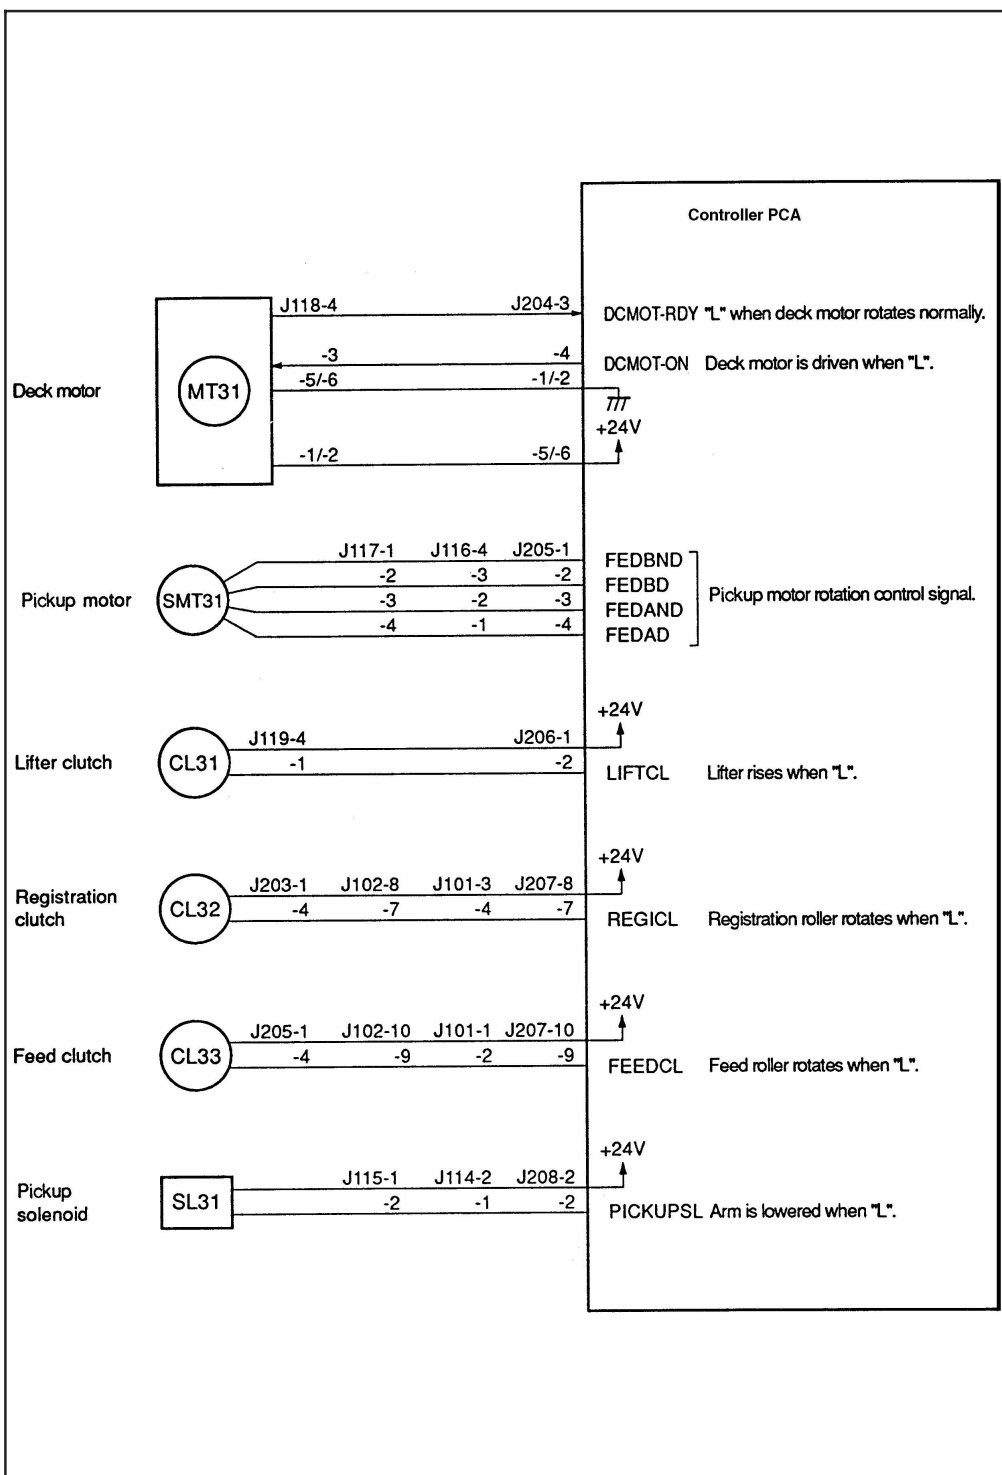 Controller PCA
J118-4 J204-3 DCMOT-RDY "L" when deck motor rotates normally.
-3 -4 DCMOT-ON Deck motor is driven when "L".
Deck motor MT31 -5/-6 -1/-2
+24V
-1/-2 -5/-6
J117-1 J116-4 J205-1 FEDBND
-2 -3 -2 FEDBD
Pickup motor SMT31 -3 -2 -3 FEDAND Pickup motor rotation control signal.
-4 -1 -4 FEDAD
+24V
J119-4 J206-1
Lifter clutch CL31 -1 -2 LIFTCL Lifter rises when "L".
+24V
J203-1 J102-8 J101-3 J207-8
Registration
clutch CL32 -4 -7 -4 -7 REGICL Registration roller rotates when "L".
+24V
J205-1 J102-10 J101-1 J207-10
Feed clutch CL33 -4 -9 -2 -9 FEEDCL Feed roller rotates when "L".
+24V
J115-1 J114-2 J208-2
Pickup
solenoid SL31 -2 -1 -2 PICKUPSL Arm is lowered when "L".